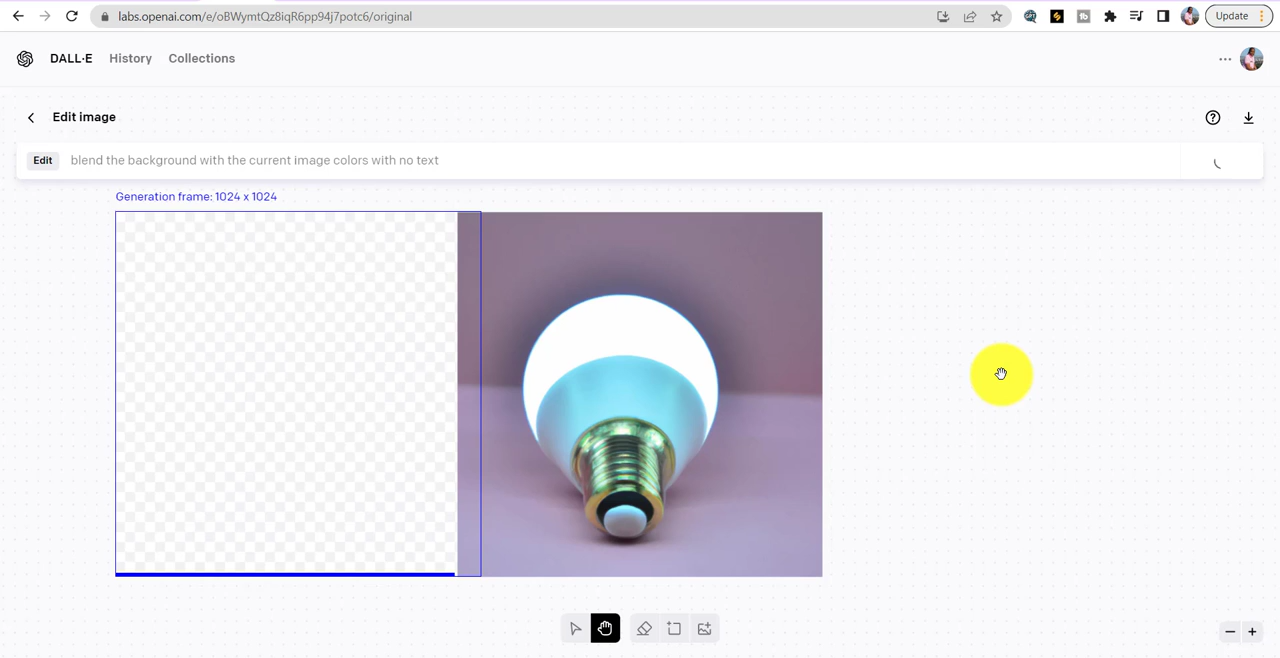 labs.openai.com/e/oBWymtQz8iqR6pp94j7potc6/original
Update
DALL·E History Collections
Edit image
Edit blend the background with the current image colors with no text
Generation frame: 1024 x 1024